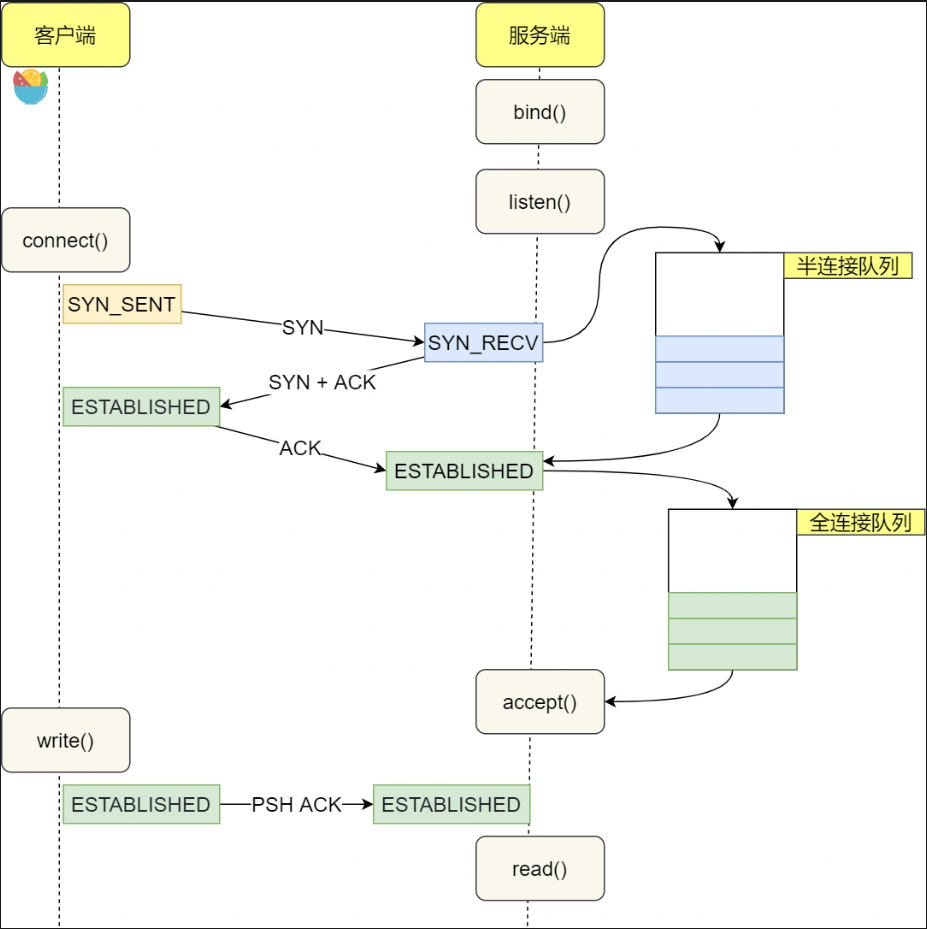 客户端
服务端
bind()
listen()
connect()
半连接队列
SYN_SENT
SYN
SYN_RECV
SYN + ACK
ESTABLISHED
ACK
ESTABLISHED
全连接队列
accept()
write()
ESTABLISHED
PSH ACK
ESTABLISHED
read()